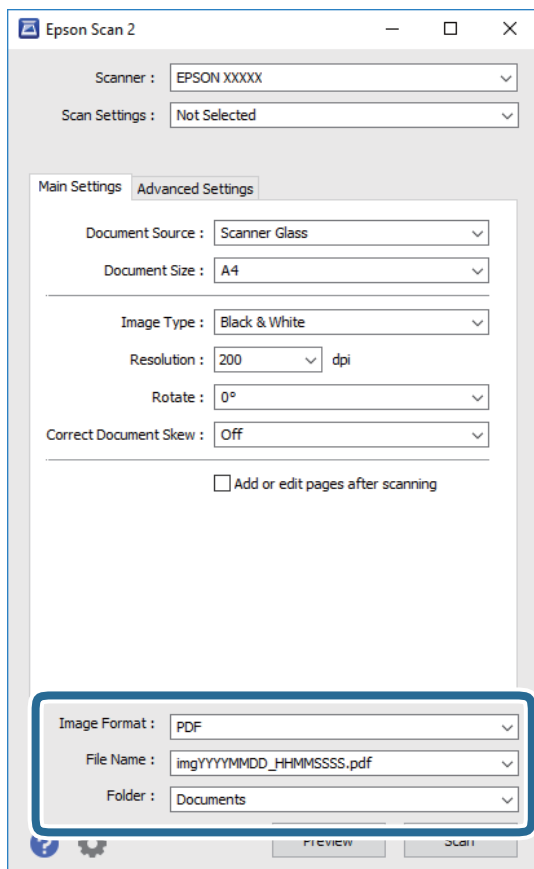 Epson Scan 2
Scanner : EPSON XXXXX
Scan Settings : Not Selected
Main Settings Advanced Settings
Document Source : Scanner Glass
Document Size : A4
Image Type : Black & White
Resolution : 200 dpi
Rotate : 0°
Correct Document Skew : Off
Add or edit pages after scanning
Image Format : PDF
File Name : imgYYYYMMDD_HHMMSSSS.pdf
Folder : Documents
? Preview Scan